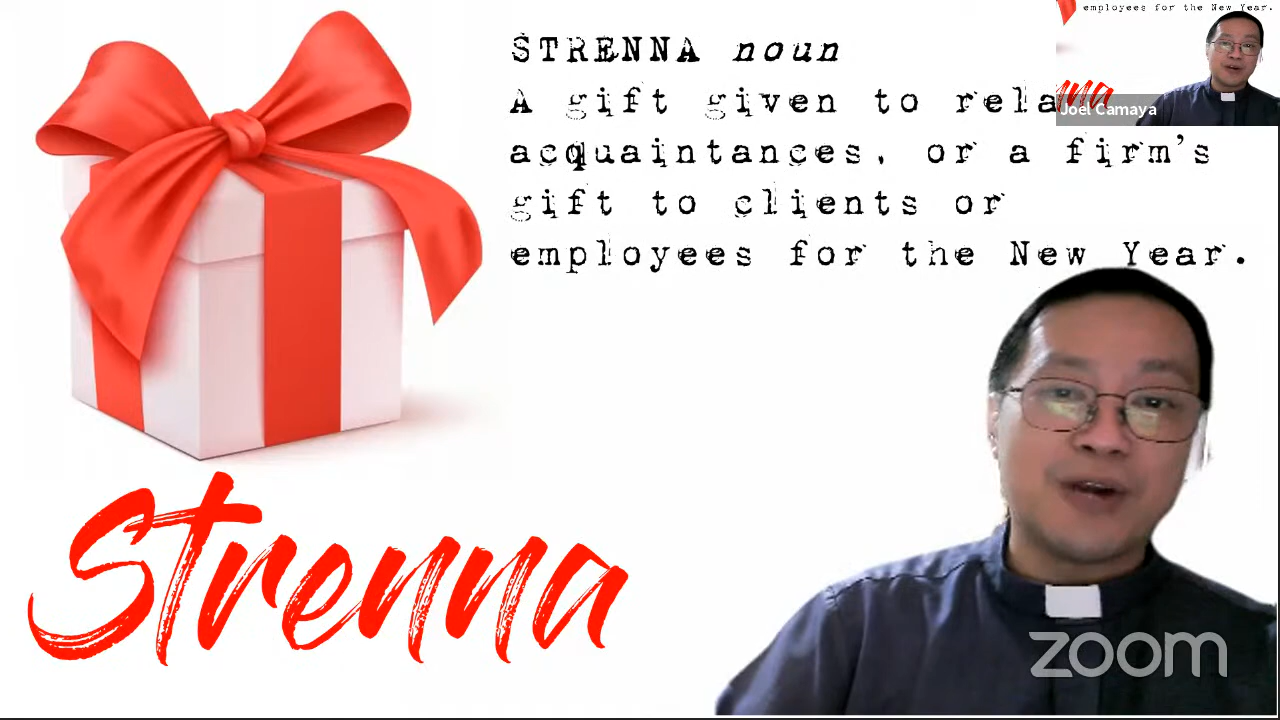 STRENNA noun
A gift given to rela
acquaintances, or a firm's
gift to clients or
employees for the New Year.
Strenna
employees for the New Year.
nna
Joel Camaya
zoom